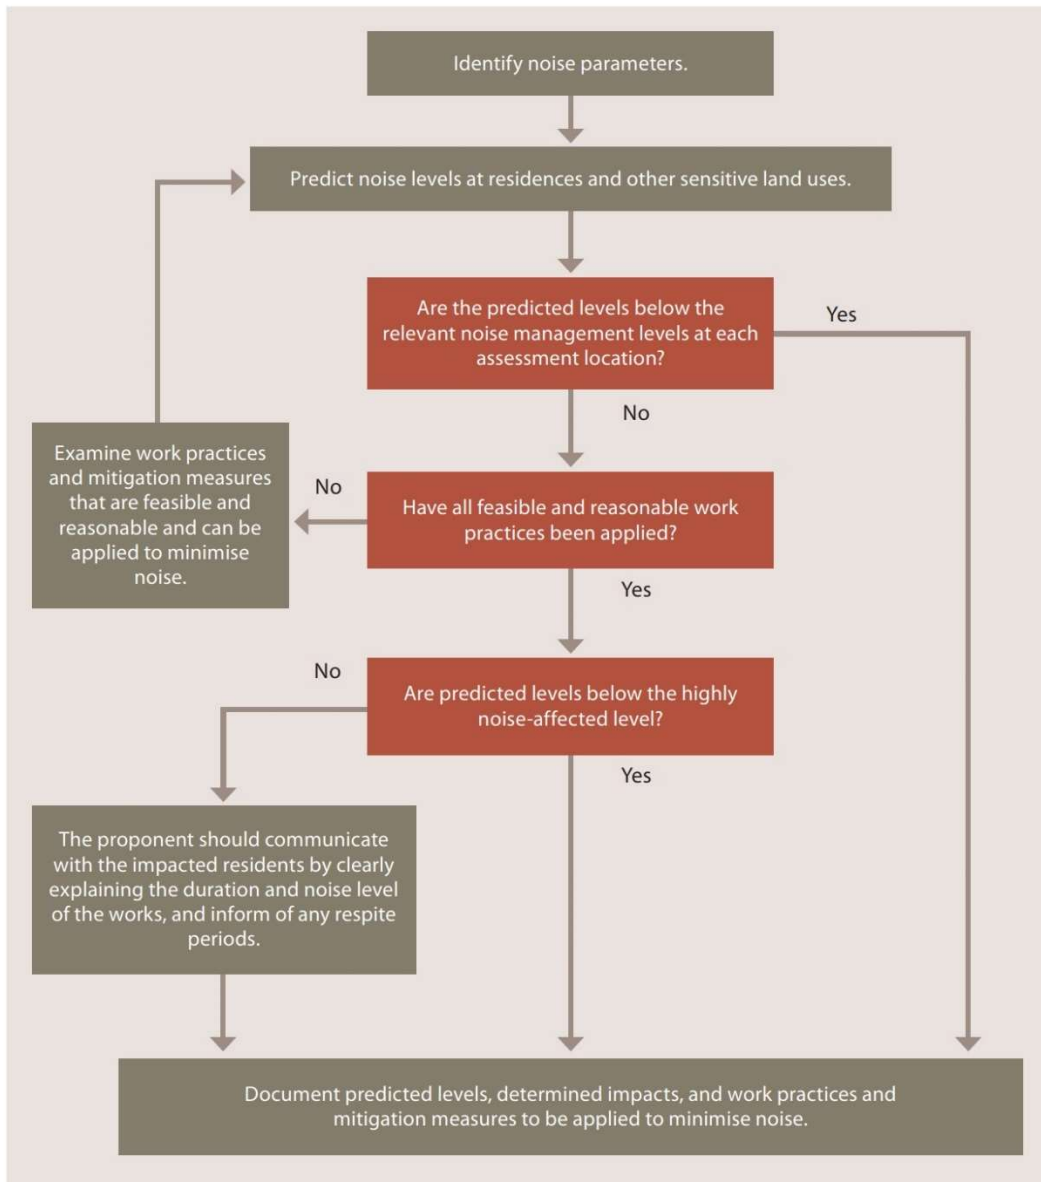 Identify noise parameters.
Predict noise levels at residences and other sensitive land uses.
Are the predicted levels below the
relevant noise management levels at each
assessment location?
Yes
No
Examine work practices
and mitigation measures
that are feasible and
reasonable and can be
applied to minimise
noise.
No
Have all feasible and reasonable work
practices been applied?
Yes
No
Are predicted levels below the highly
noise-affected level?
Yes
The proponent should communicate
with the impacted residents by clearly
explaining the duration and noise level
of the works, and inform of any respite
periods.
Document predicted levels, determined impacts, and work practices and
mitigation measures to be applied to minimise noise.